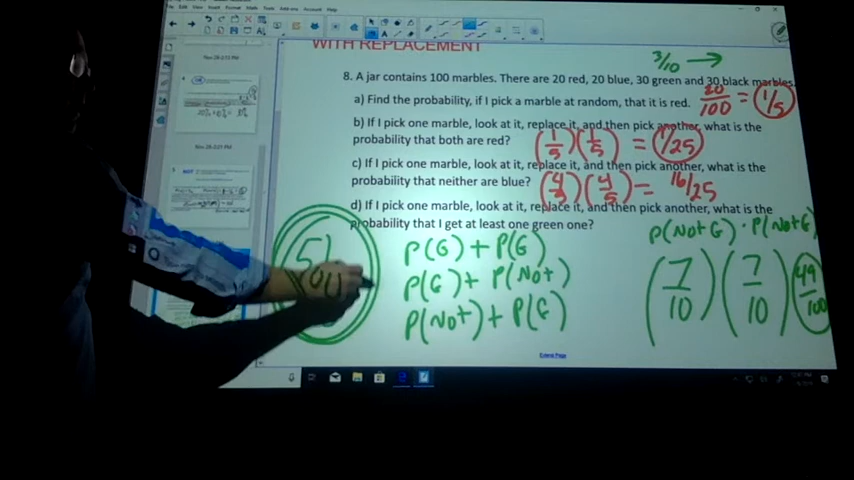 WITH REPLACEMENT
3/10 →
8. A jar contains 100 marbles. There are 20 red, 20 blue, 30 green and 30 black marbles.
a) Find the probability, if I pick a marble at random, that it is red. 20/100 = 1/5
b) If I pick one marble, look at it, replace it, and then pick another, what is the
probability that both are red? (1/5)(1/5) = 1/25
c) If I pick one marble, look at it, replace it, and then pick another, what is the
probability that neither are blue? (4/5)(4/5) = 16/25
d) If I pick one marble, look at it, replace it, and then pick another, what is the
probability that I get at least one green one?
P(G) + P(G)
P(G) + P(Not)
P(Not) + P(G)
51
100
P(Not G) · P(Not G)
(7/10)(7/10) 49/100
Extend Page